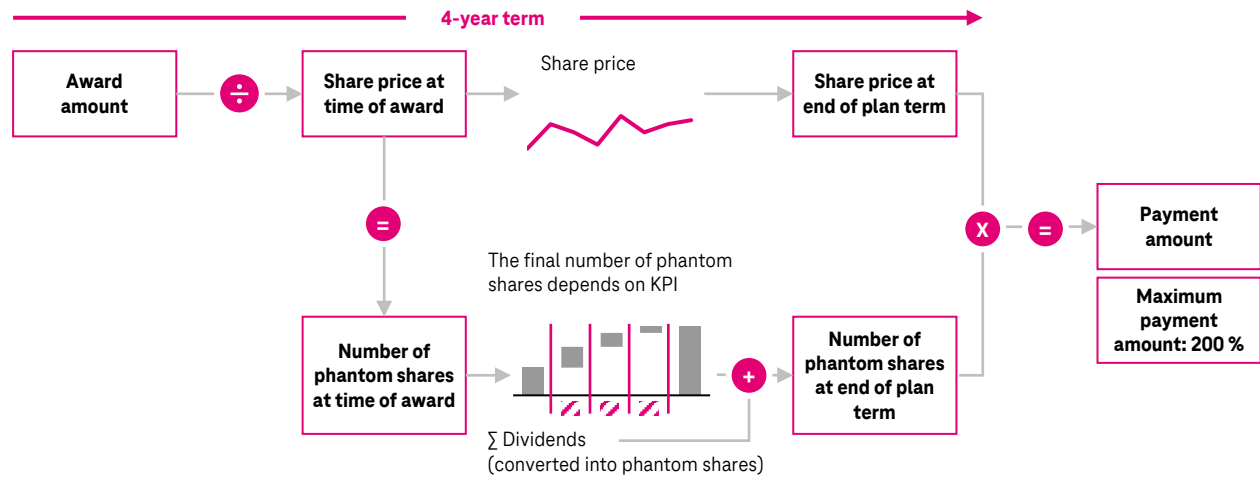 4-year term
Award
amount
÷
Share price at
time of award
Share price
Share price at
end of plan term
=
X
=
Payment
amount
The final number of phantom
shares depends on KPI
Maximum
payment
amount: 200 %
Number of
phantom shares
at time of award
+
Number of
phantom shares
at end of plan
term
∑ Dividends
(converted into phantom shares)